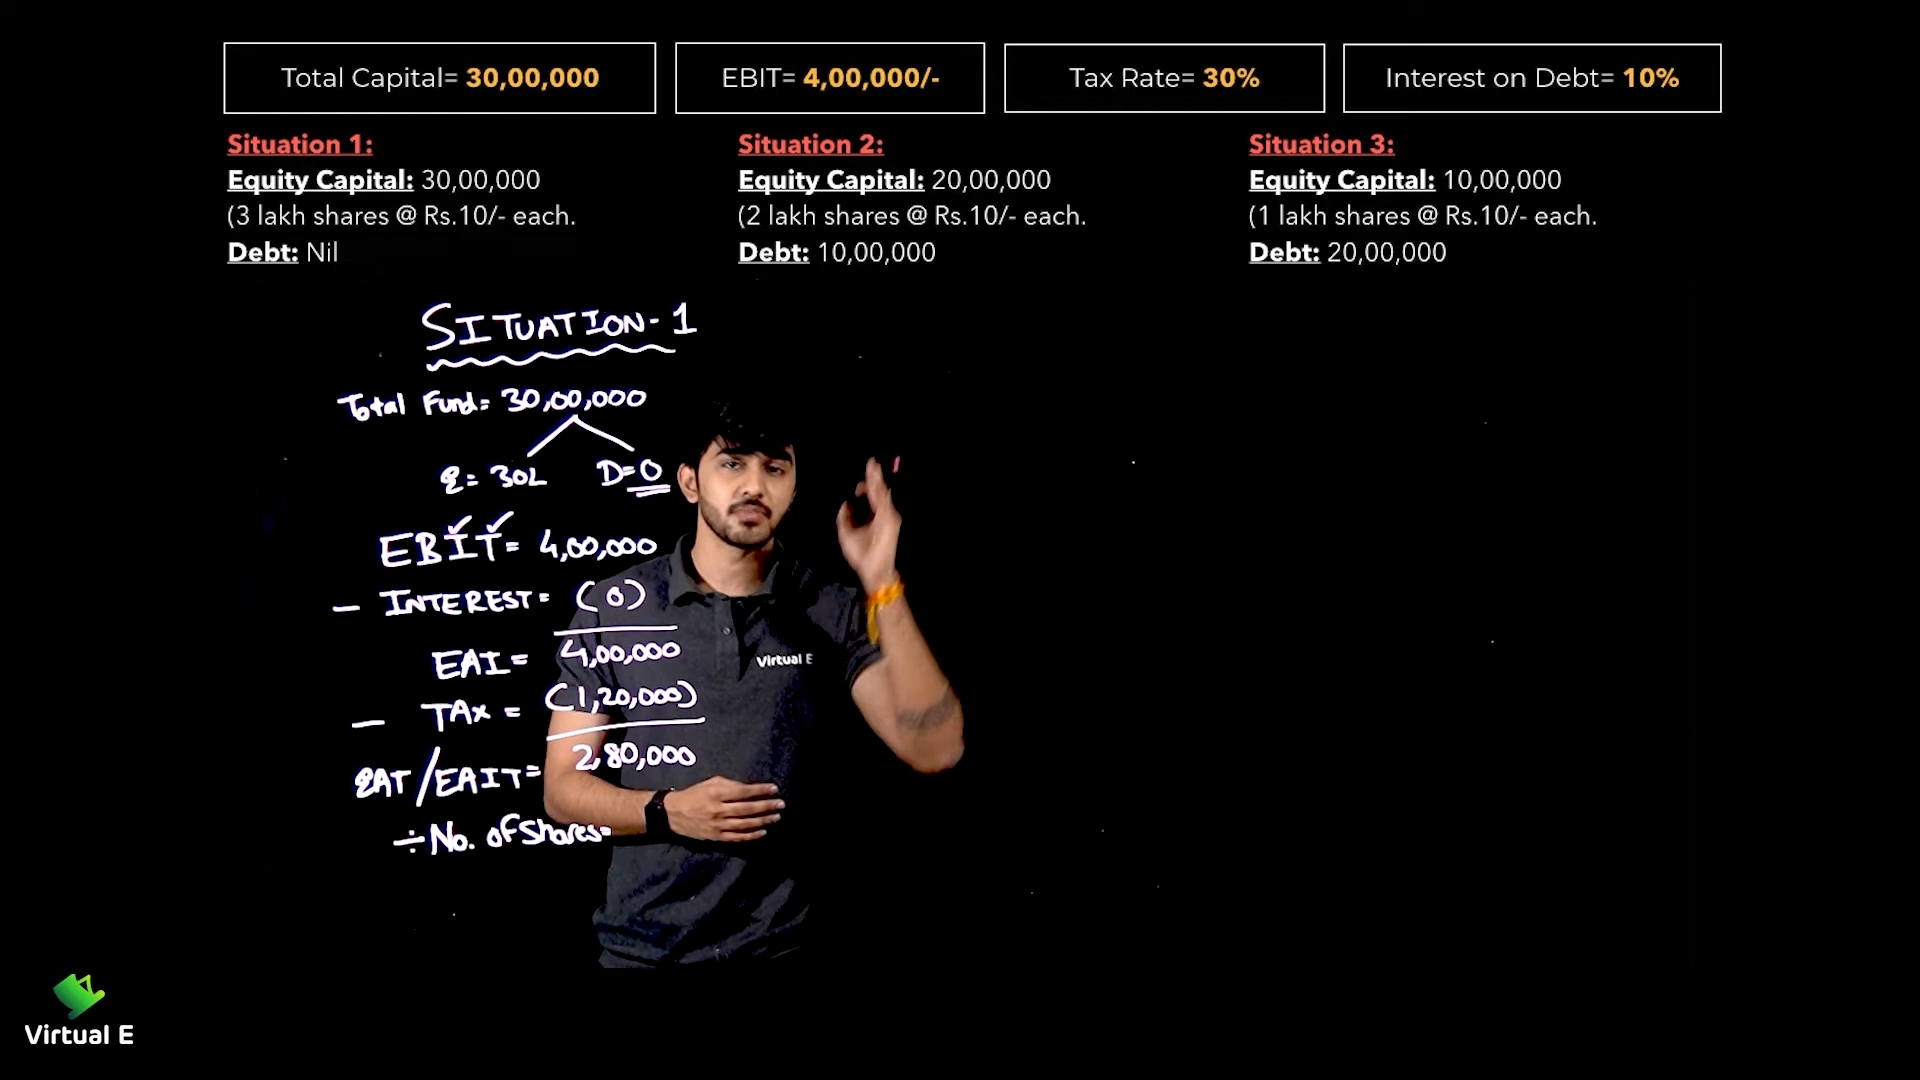 Total Capital= 30,00,000
EBIT= 4,00,000/-
Tax Rate= 30%
Interest on Debt= 10%
Situation 1:
Equity Capital: 30,00,000
(3 lakh shares @ Rs.10/- each.
Debt: Nil
Situation 2:
Equity Capital: 20,00,000
(2 lakh shares @ Rs.10/- each.
Debt: 10,00,000
Situation 3:
Equity Capital: 10,00,000
(1 lakh shares @ Rs.10/- each.
Debt: 20,00,000
SITUATION-1
Total Fund= 30,00,000
E= 30L D=0
EBIT= 4,00,000
- INTEREST= (0)
EAI= 4,00,000
- TAX = (1,20,000)
EAT/EAIT= 2,80,000
÷No. of Shares=
Virtual E
Virtual E